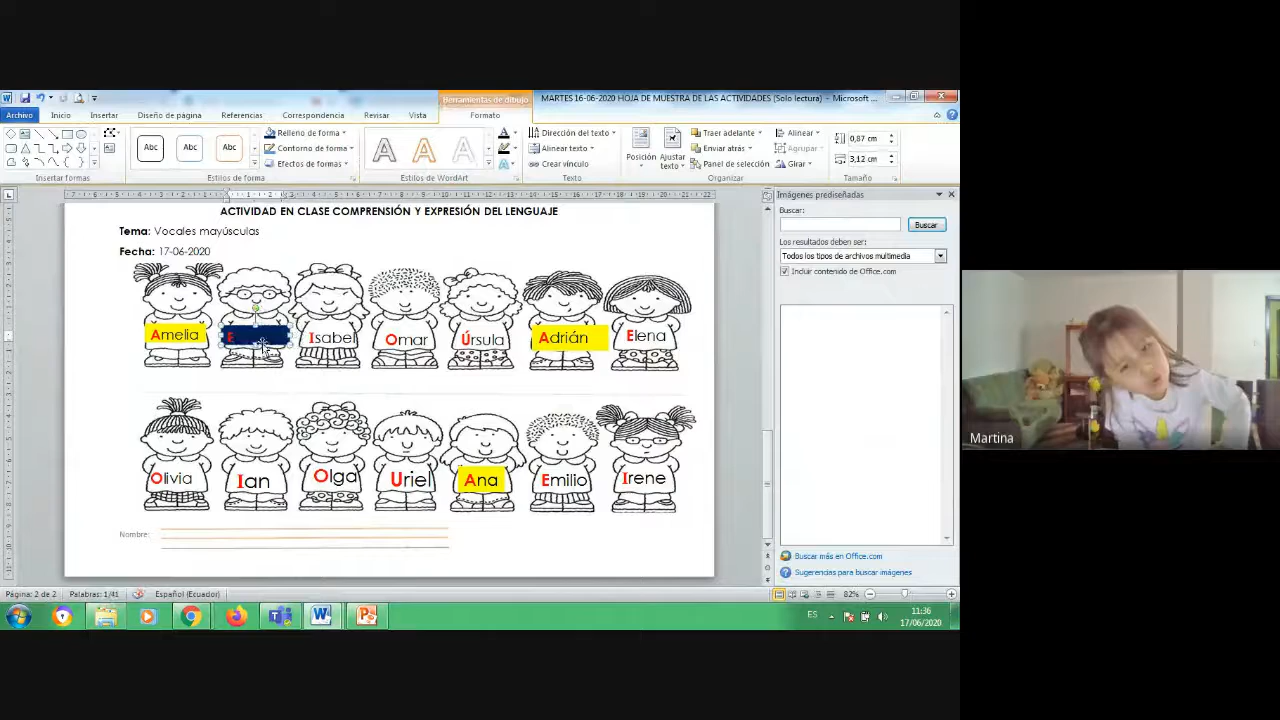 MARTES 16-06-2020 HOJA DE MUESTRA DE LAS ACTIVIDADES (Solo lectura) – Microsoft ...
Herramientas de dibujo
Archivo Inicio Insertar Diseño de página Referencias Correspondencia Revisar Vista Formato
Abc Abc Abc
Relleno de forma
Contorno de forma
Efectos de formas
A A A
Dirección del texto
Alinear texto
Crear vínculo
Posición
Ajustar texto
Traer adelante
Enviar atrás
Panel de selección
Alinear
Agrupar
Girar
0,87 cm
3,12 cm
Insertar formas Estilos de forma Estilos de WordArt Texto Organizar Tamaño
ACTIVIDAD EN CLASE COMPRENSIÓN Y EXPRESIÓN DEL LENGUAJE
Tema: Vocales mayúsculas
Fecha: 17-06-2020
Amelia E Isabel Omar Úrsula Adrián Elena
Olivia Ian Olga Uriel Ana Emilio Irene
Nombre:
Imágenes prediseñadas
Buscar:
Buscar
Los resultados deben ser:
Todos los tipos de archivos multimedia
Incluir contenido de Office.com
Buscar más en Office.com
Sugerencias para buscar imágenes
Página: 2 de 2 Palabras: 1/41 Español (Ecuador) 82%
ES 11:36
17/06/2020
Martina